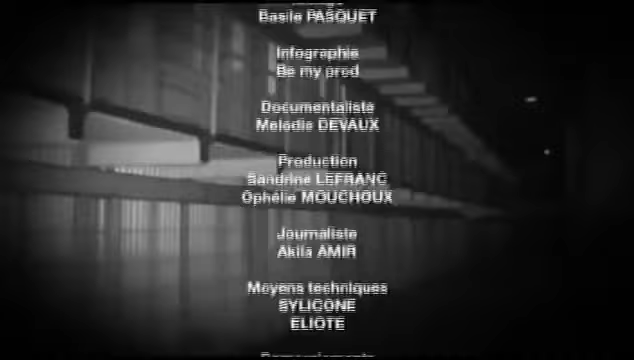 Basile PASQUET
Infographie
Be my prod
Documentaliste
Melodie DEVAUX
Production
Sandrine LEFRANC
Ophélie MOUCHOUX
Journaliste
Akila AMIR
Moyens techniques
SYLICONE
ELIOTE